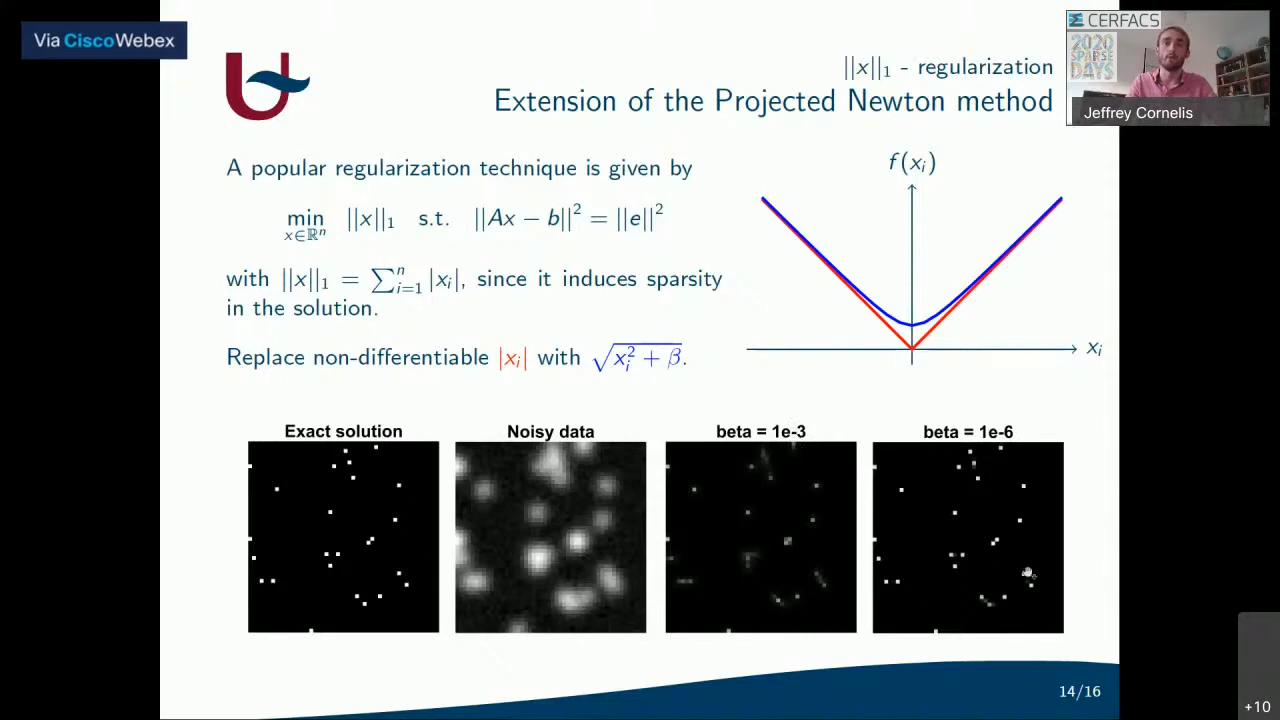 Via Cisco Webex
CERFACS
2020
SPARSE
DAYS
Jeffrey Cornelis
||x||₁ - regularization
Extension of the Projected Newton method
A popular regularization technique is given by
min ||x||₁ s.t. ||Ax − b||² = ||e||²
x∈ℝⁿ
with ||x||₁ = ∑ⁿᵢ₌₁ |xᵢ|, since it induces sparsity
in the solution.
Replace non-differentiable |xᵢ| with √(xᵢ² + β).
f(xᵢ)
xᵢ
Exact solution
Noisy data
beta = 1e-3
beta = 1e-6
14/16
+10